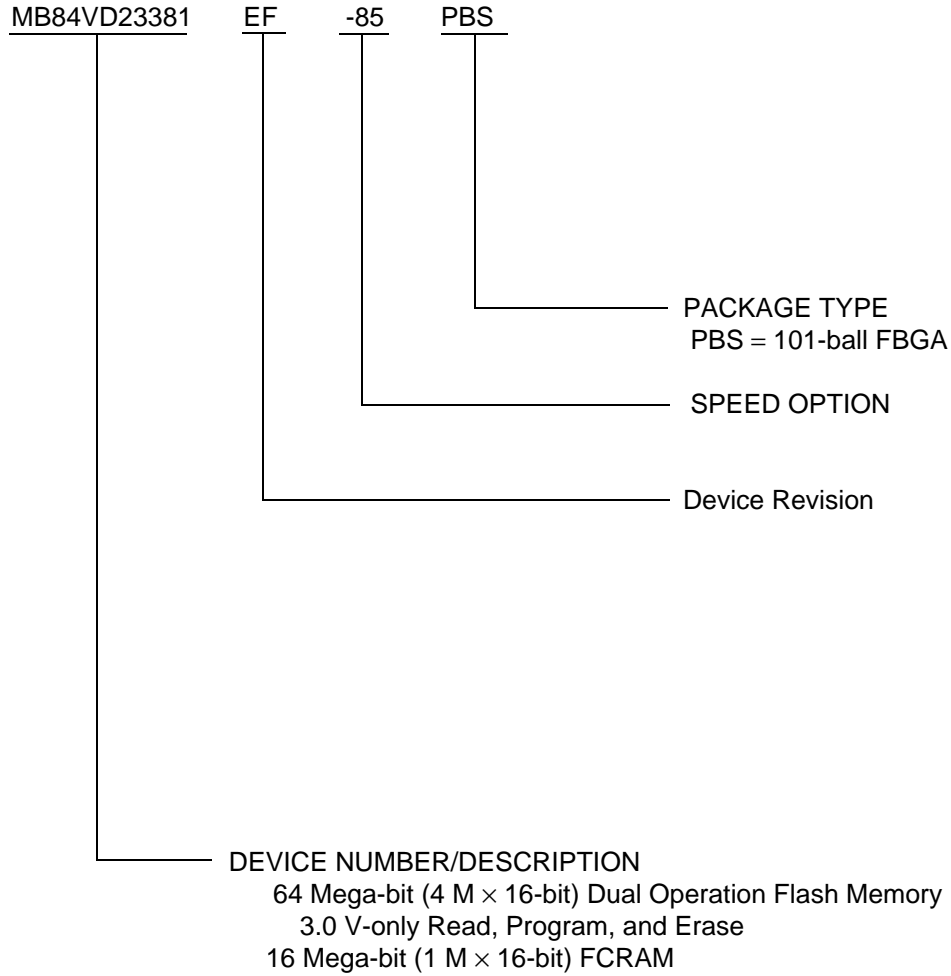 MB84VD23381 EF -85 PBS
PACKAGE TYPE
PBS = 101-ball FBGA
SPEED OPTION
Device Revision
DEVICE NUMBER/DESCRIPTION
64 Mega-bit (4 M × 16-bit) Dual Operation Flash Memory
3.0 V-only Read, Program, and Erase
16 Mega-bit (1 M × 16-bit) FCRAM